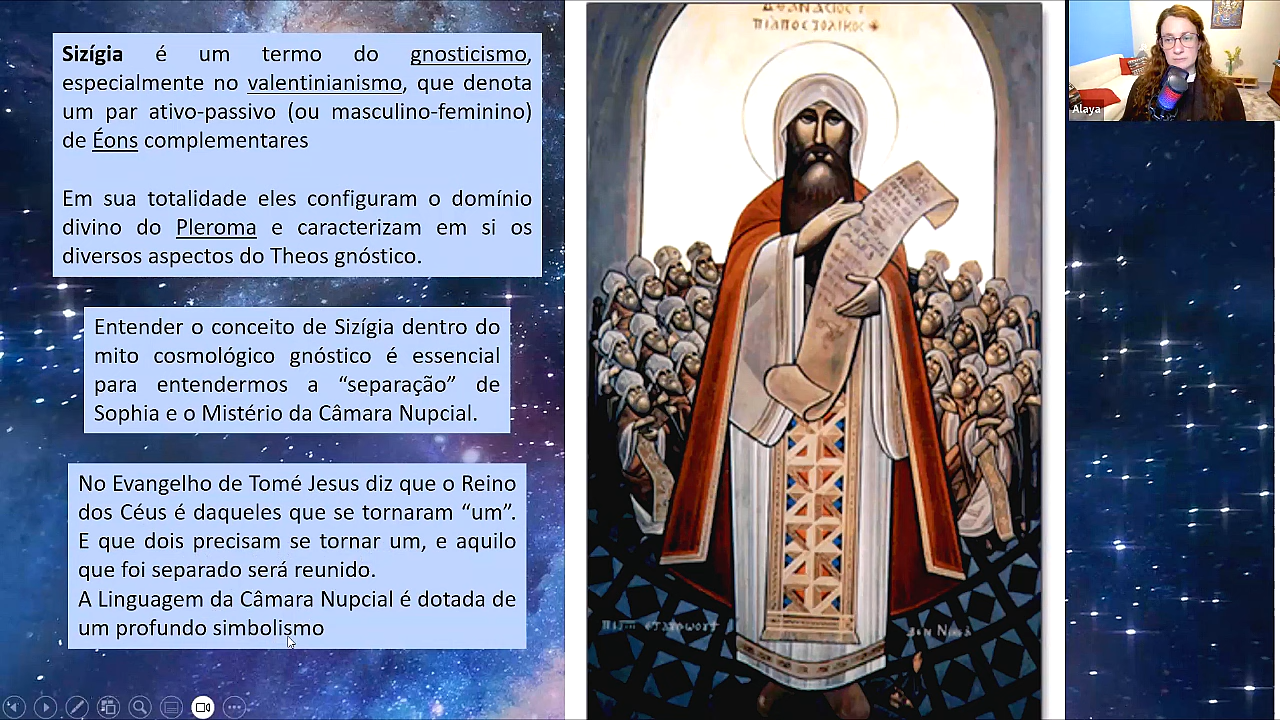 Sizígia é um termo do gnosticismo,
especialmente no valentinianismo, que denota
um par ativo-passivo (ou masculino-feminino)
de Éons complementares
Em sua totalidade eles configuram o domínio
divino do Pleroma e caracterizam em si os
diversos aspectos do Theos gnóstico.
Entender o conceito de Sizígia dentro do
mito cosmológico gnóstico é essencial
para entendermos a “separação” de
Sophia e o Mistério da Câmara Nupcial.
No Evangelho de Tomé Jesus diz que o Reino
dos Céus é daqueles que se tornaram “um”.
E que dois precisam se tornar um, e aquilo
que foi separado será reunido.
A Linguagem da Câmara Nupcial é dotada de
um profundo simbolismo
Alaya